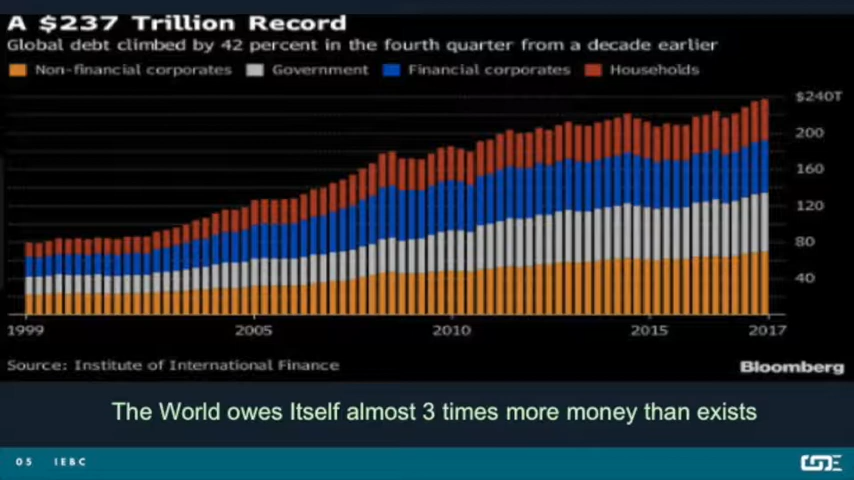 A $237 Trillion Record
Global debt climbed by 42 percent in the fourth quarter from a decade earlier
Non-financial corporates Government Financial corporates Households
$240T
200
160
120
80
40
1999 2005 2010 2015 2017
Source: Institute of International Finance Bloomberg
The World owes Itself almost 3 times more money than exists
05 IEBC